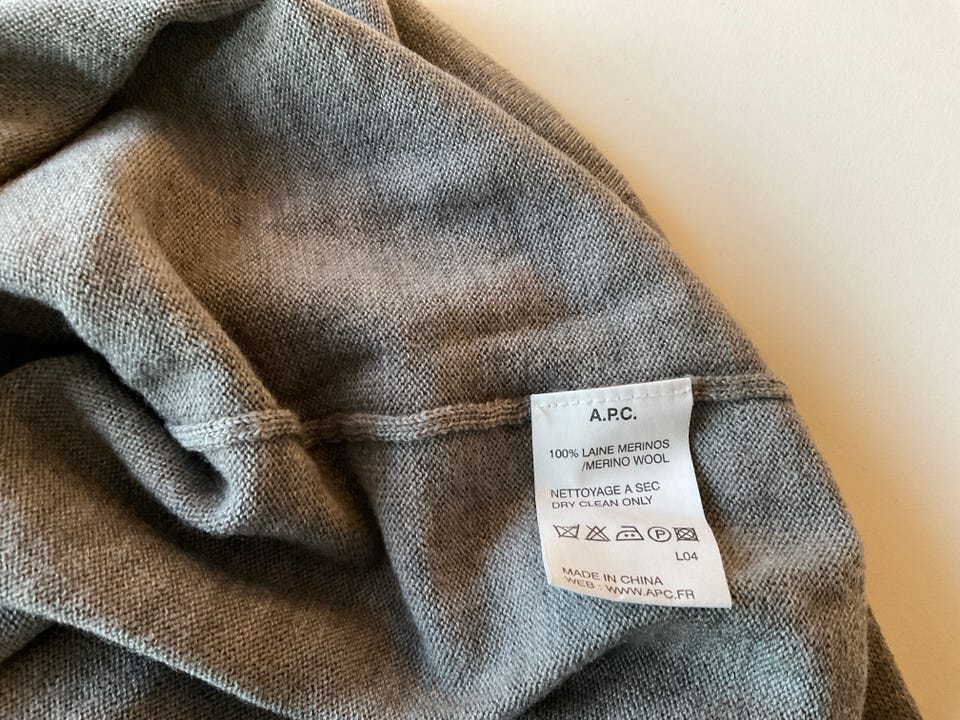 A.P.C.
100% LAINE MERINOS
/MERINO WOOL
NETTOYAGE A SEC
DRY CLEAN ONLY
P
L04
MADE IN CHINA
WEB : WWW.APC.FR